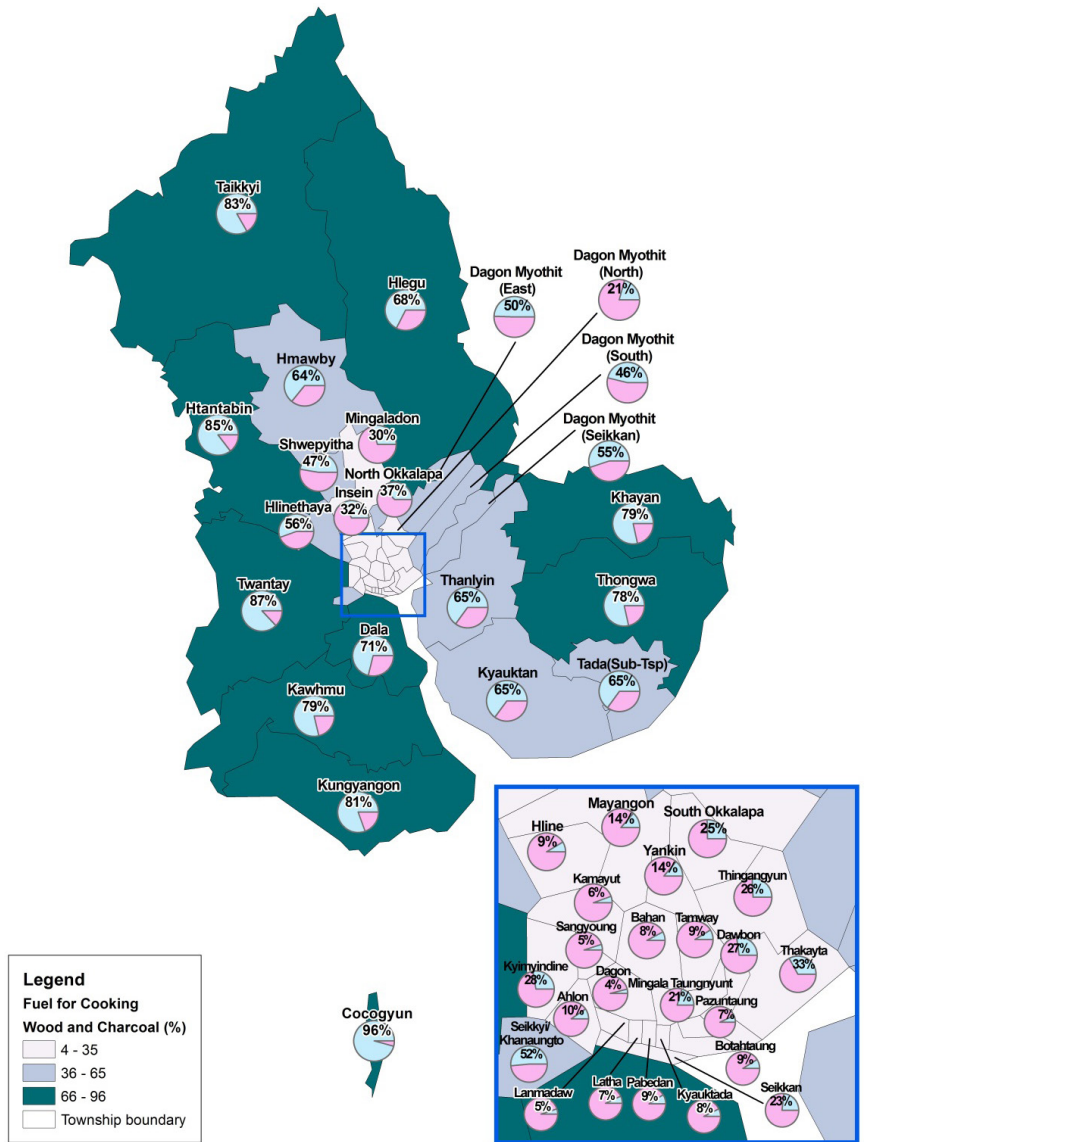 Taikkyi
83%
Hlegu
68%
Dagon Myothit
(East)
50%
Dagon Myothit
(North)
21%
Dagon Myothit
(South)
46%
Dagon Myothit
(Seikkan)
55%
Hmawby
64%
Htantabin
85%
Mingaladon
30%
Shwepyitha
47%
North Okkalapa
37%
Insein
32%
Hlinethaya
56%
Khayan
79%
Thongwa
78%
Thanlyin
65%
Twantay
87%
Dala
71%
Kyauktan
65%
Tada(Sub-Tsp)
65%
Kawhmu
79%
Kungyangon
81%
Cocogyun
96%
Mayangon
14%
South Okkalapa
25%
Hline
9%
Yankin
14%
Kamayut
6%
Thingangyun
26%
Sangyoung
5%
Bahan
8%
Tamway
9%
Dawbon
27%
Thakayta
33%
Kyimyindine
28%
Dagon
4%
Mingala Taungnyunt
21%
Ahlon
10%
Pazuntaung
7%
Seikkyi/
Khanaungto
52%
Botahtaung
9%
Lanmadaw
5%
Latha
7%
Pabedan
9%
Kyauktada
8%
Seikkan
23%
Legend
Fuel for Cooking
Wood and Charcoal (%)
4 - 35
36 - 65
66 - 96
Township boundary